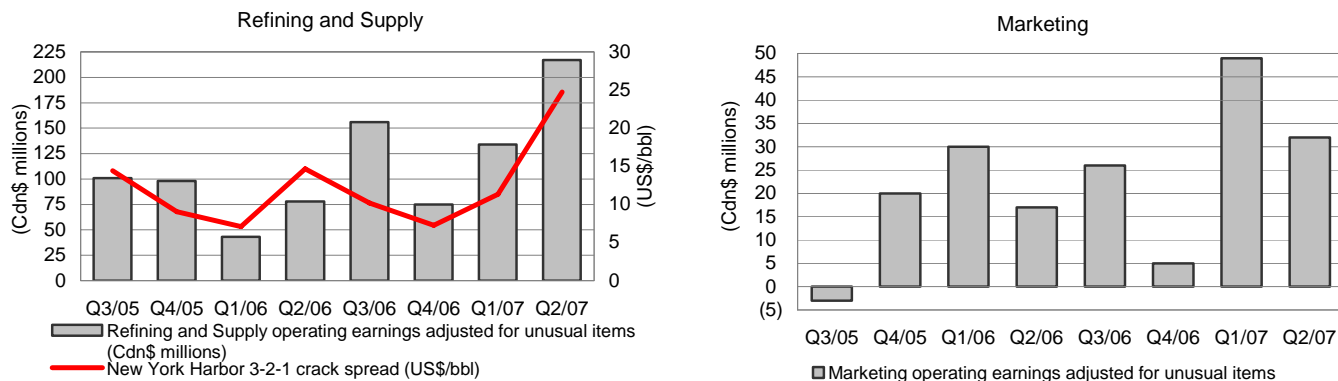 Refining and Supply
225
200
175
150
125
100
75
50
25
0
(Cdn$ millions)
30
25
20
15
10
5
0
(US$/bbl)
Q3/05 Q4/05 Q1/06 Q2/06 Q3/06 Q4/06 Q1/07 Q2/07
Refining and Supply operating earnings adjusted for unusual items
(Cdn$ millions)
New York Harbor 3-2-1 crack spread (US$/bbl)
Marketing
50
45
40
35
30
25
20
15
10
5
0
(5)
(Cdn$ millions)
Q3/05 Q4/05 Q1/06 Q2/06 Q3/06 Q4/06 Q1/07 Q2/07
Marketing operating earnings adjusted for unusual items